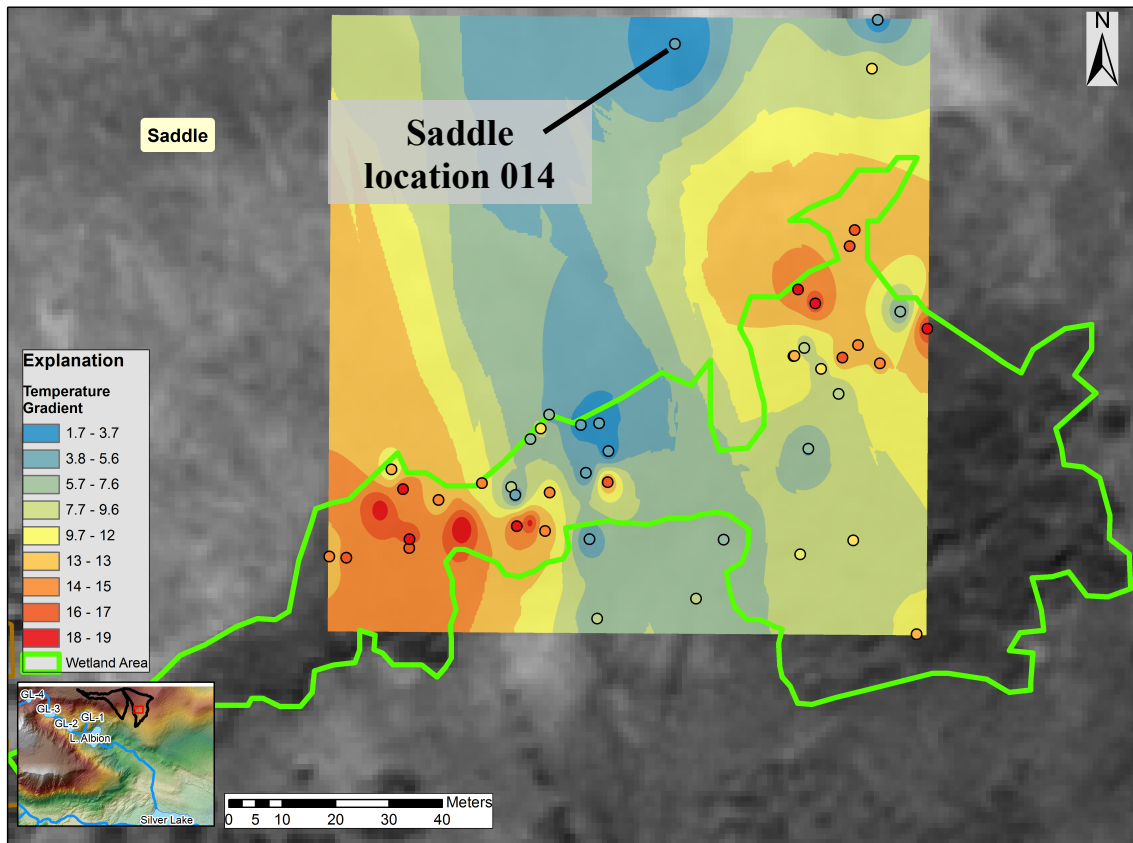 N
Saddle
Saddle
location 014
Explanation
Temperature
Gradient
1.7 - 3.7
3.8 - 5.6
5.7 - 7.6
7.7 - 9.6
9.7 - 12
13 - 13
14 - 15
16 - 17
18 - 19
Wetland Area
GL-4
GL-3
GL-2
GL-1
L. Albion
Silver Lake
Meters
0 5 10 20 30 40